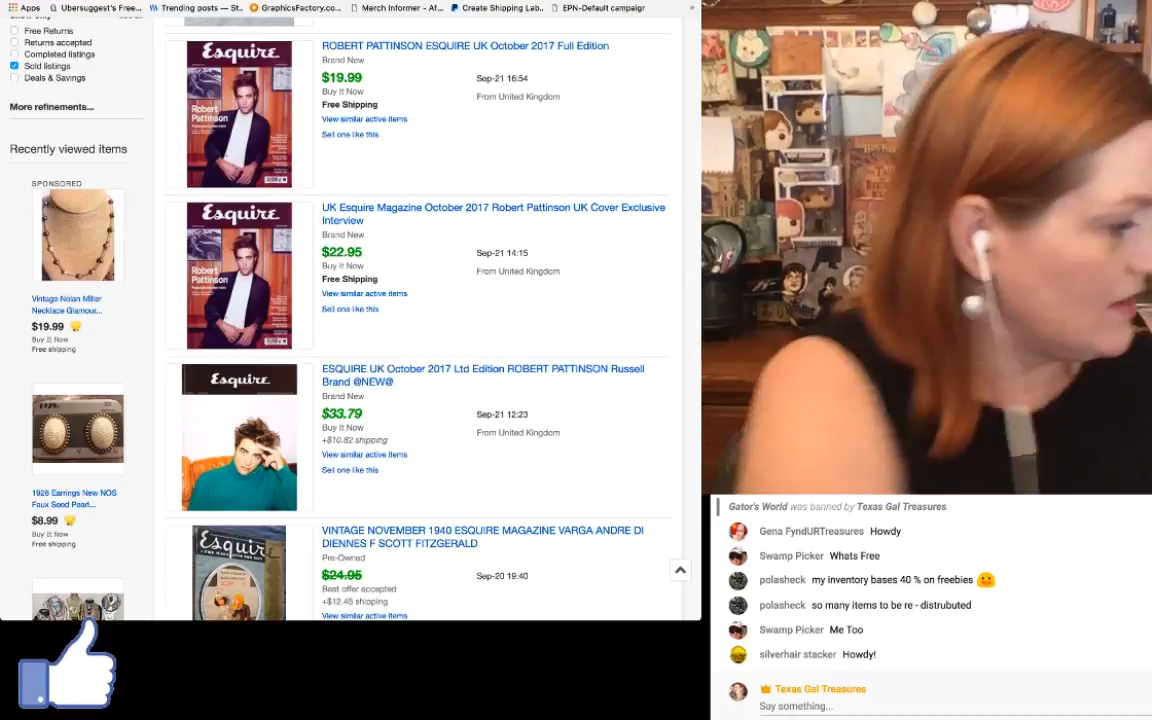 Apps
Ubersuggest's Free...
Trending posts — St...
GraphicsFactory.co...
Merch Informer - Af...
Create Shipping Lab...
EPN-Default campaign
»
Free Returns
Returns accepted
Completed listings
Sold listings
Deals & Savings
More refinements...
Recently viewed items
SPONSORED
Vintage Nolan Miller
Necklace Glamour...
$19.99
Buy It Now
Free shipping
1928 Earrings New NOS
Faux Seed Pearl...
$8.99
Buy It Now
Free shipping
Esquire
Robert
Pattinson
ROBERT PATTINSON ESQUIRE UK October 2017 Full Edition
Brand New
$19.99
Buy It Now
Free Shipping
View similar active items
Sell one like this
Sep-21 16:54
From United Kingdom
Esquire
Robert
Pattinson
UK Esquire Magazine October 2017 Robert Pattinson UK Cover Exclusive
Interview
Brand New
$22.95
Buy It Now
Free Shipping
View similar active items
Sell one like this
Sep-21 14:15
From United Kingdom
Esquire
ESQUIRE UK October 2017 Ltd Edition ROBERT PATTINSON Russell
Brand @NEW@
Brand New
$33.79
Buy It Now
+$10.82 shipping
View similar active items
Sell one like this
Sep-21 12:23
From United Kingdom
Esquire
VINTAGE NOVEMBER 1940 ESQUIRE MAGAZINE VARGA ANDRE DI
DIENNES F SCOTT FITZGERALD
Pre-Owned
$24.95
Best offer accepted
+$12.45 shipping
View similar active items
Sep-20 19:40
Gator's World was banned by Texas Gal Treasures.
Gena FyndURTreasures Howdy
Swamp Picker Whats Free
polasheck my inventory bases 40 % on freebies
polasheck so many items to be re - distrubuted
Swamp Picker Me Too
silverhair stacker Howdy!
Texas Gal Treasures
Say something...